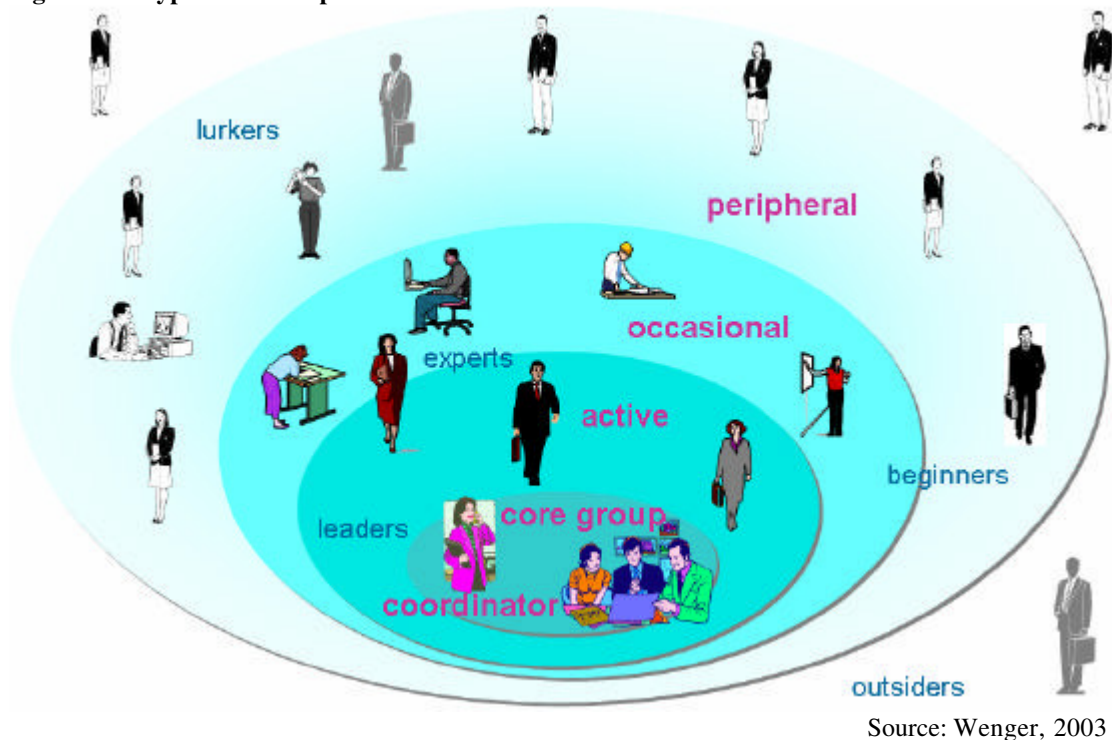 lurkers
peripheral
occasional
experts
active
beginners
leaders
core group
coordinator
outsiders
Source: Wenger, 2003